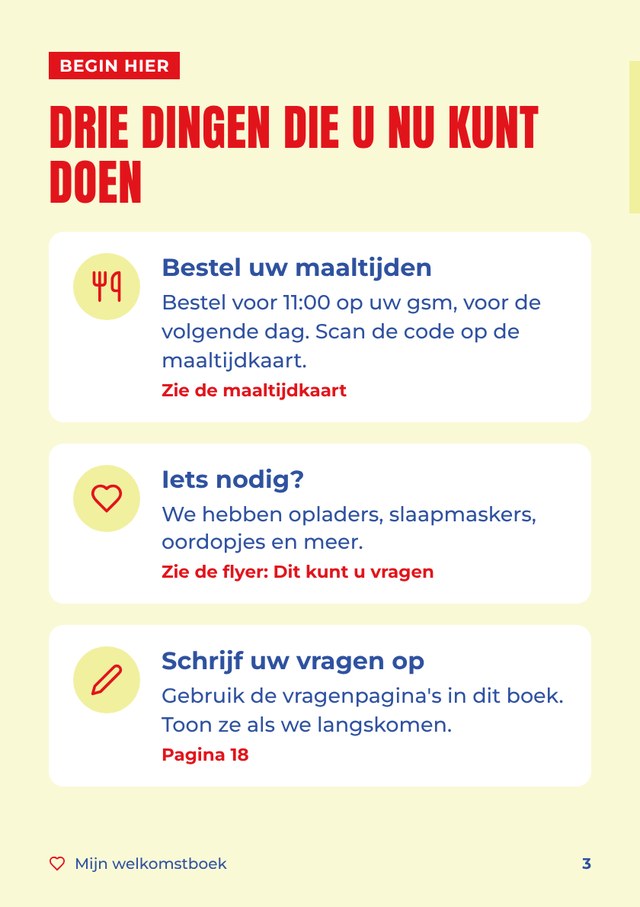 BEGIN HIER
DRIE DINGEN DIE U NU KUNT
DOEN
Bestel uw maaltijden
Bestel voor 11:00 op uw gsm, voor de
volgende dag. Scan de code op de
maaltijdkaart.
Zie de maaltijdkaart
Iets nodig?
We hebben opladers, slaapmaskers,
oordopjes en meer.
Zie de flyer: Dit kunt u vragen
Schrijf uw vragen op
Gebruik de vragenpagina's in dit boek.
Toon ze als we langskomen.
Pagina 18
Mijn welkomstboek
3